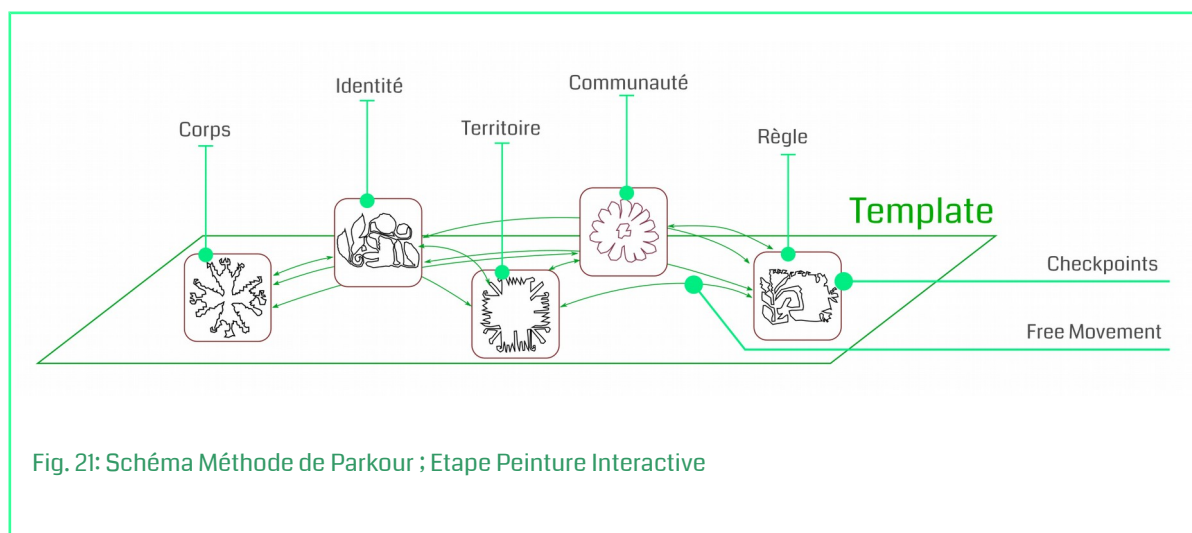 Communauté
Identité
Territoire
Corps
Règle
Template
Checkpoints
Free Movement
Fig. 21: Schéma Méthode de Parkour ; Etape Peinture Interactive